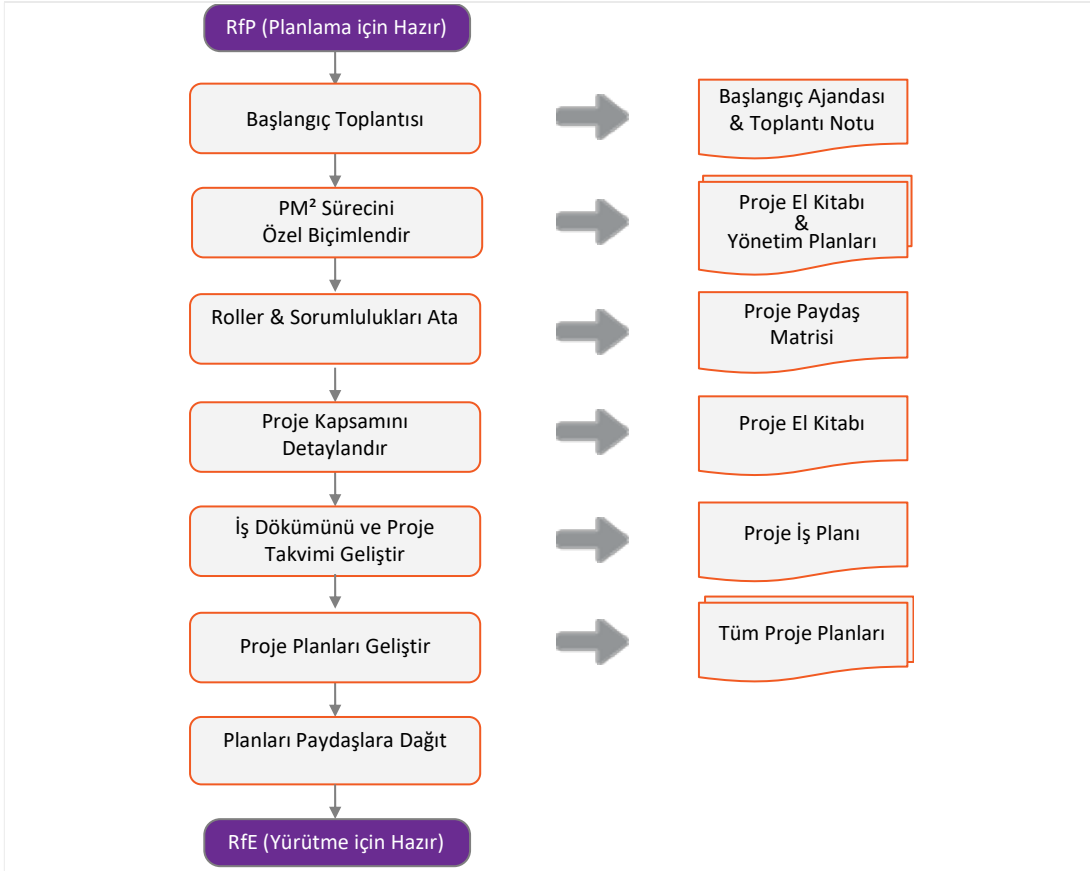 RfP (Planlama için Hazır)
Başlangıç Toplantısı
Başlangıç Ajandası
& Toplantı Notu
PM² Sürecini
Özel Biçimlendir
Proje El Kitabı
&
Yönetim Planları
Roller & Sorumlulukları Ata
Proje Paydaş
Matrisi
Proje Kapsamını
Detaylandır
Proje El Kitabı
İş Dökümünü ve Proje
Takvimi Geliştir
Proje İş Planı
Proje Planları Geliştir
Tüm Proje Planları
Planları Paydaşlara Dağıt
RfE (Yürütme için Hazır)